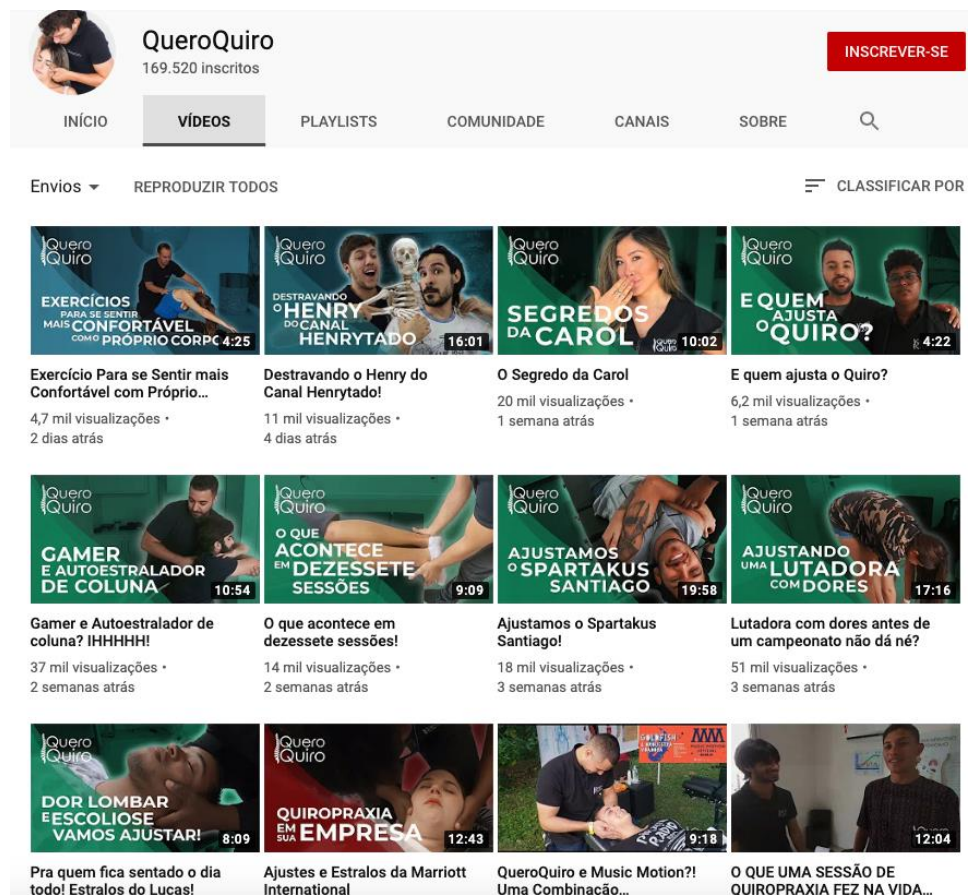 QueroQuiro
169.520 inscritos
INSCREVER-SE
INÍCIO
VÍDEOS
PLAYLISTS
COMUNIDADE
CANAIS
SOBRE
Envios
REPRODUZIR TODOS
CLASSIFICAR POR
Quero
Quiro
EXERCÍCIOS
PARA SE SENTIR
MAIS CONFORTÁVEL
COM O PRÓPRIO CORPO
4:25
Quero
Quiro
DESTRAVANDO
O HENRY
DO CANAL
HENRYTADO
16:01
Quero
Quiro
SEGREDOS
DA CAROL
Quero
Quiro
10:02
Quero
Quiro
E QUEM
AJUSTA
O QUIRO?
4:22
Exercício Para se Sentir mais
Confortável com Próprio...
4,7 mil visualizações •
2 dias atrás
Destravando o Henry do
Canal Henrytado!
11 mil visualizações •
4 dias atrás
O Segredo da Carol
20 mil visualizações •
1 semana atrás
E quem ajusta o Quiro?
6,2 mil visualizações •
1 semana atrás
Quero
Quiro
GAMER
E AUTOESTRALADOR
DE COLUNA
10:54
Quero
Quiro
O QUE
ACONTECE
EM DEZESSETE
SESSÕES
9:09
Quero
Quiro
AJUSTAMOS
O SPARTAKUS
SANTIAGO
19:58
Quero
Quiro
AJUSTANDO
UMA LUTADORA
COM DORES
17:16
Gamer e Autoestralador de
coluna? IHHHHH!
37 mil visualizações •
2 semanas atrás
O que acontece em
dezessete sessões!
14 mil visualizações •
2 semanas atrás
Ajustamos o Spartakus
Santiago!
18 mil visualizações •
3 semanas atrás
Lutadora com dores antes de
um campeonato não dá né?
51 mil visualizações •
3 semanas atrás
Quero
Quiro
DOR LOMBAR
E ESCOLIOSE
VAMOS AJUSTAR!
8:09
Quero
Quiro
QUIROPRAXIA
EM SUA EMPRESA
12:43
GOLDFISH
9:18
12:04
Pra quem fica sentado o dia
todo! Estralos do Lucas!
Ajustes e Estralos da Marriott
International
QueroQuiro e Music Motion?!
Uma Combinação...
O QUE UMA SESSÃO DE
QUIROPRAXIA FEZ NA VIDA...